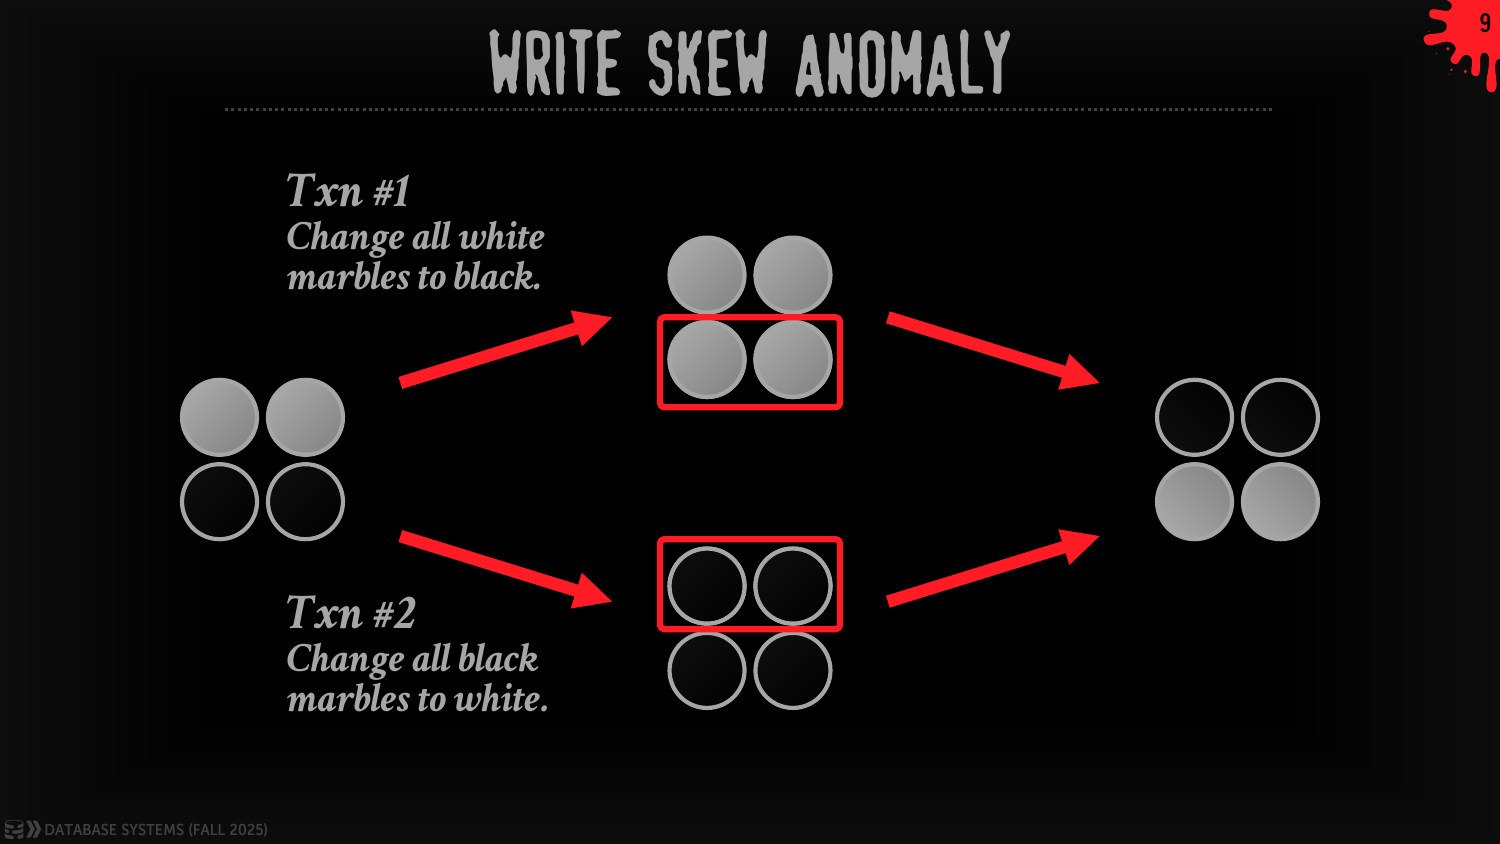 WRITE SKEW ANOMALY
9
Txn #1
Change all white
marbles to black.
Txn #2
Change all black
marbles to white.
DATABASE SYSTEMS (FALL 2025)